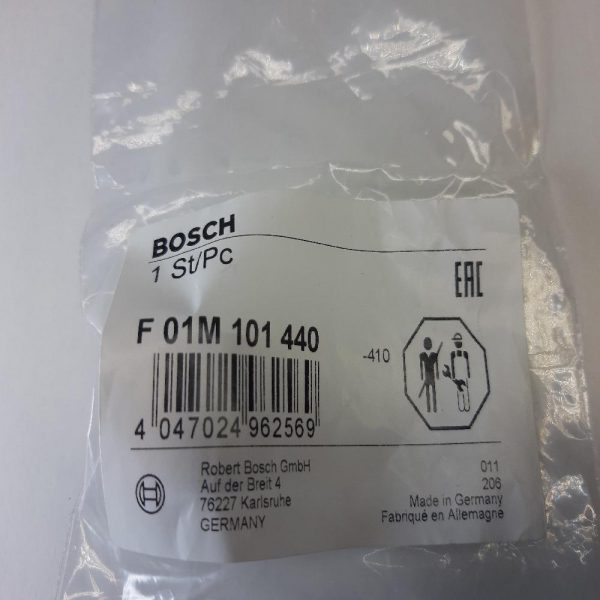 BOSCH
1 St/Pc
EAC
F 01M 101 440
-410
4 047024 962569
Robert Bosch GmbH
Auf der Breit 4
76227 Karlsruhe
GERMANY
011
206
Made in Germany
Fabriqué en Allemagne